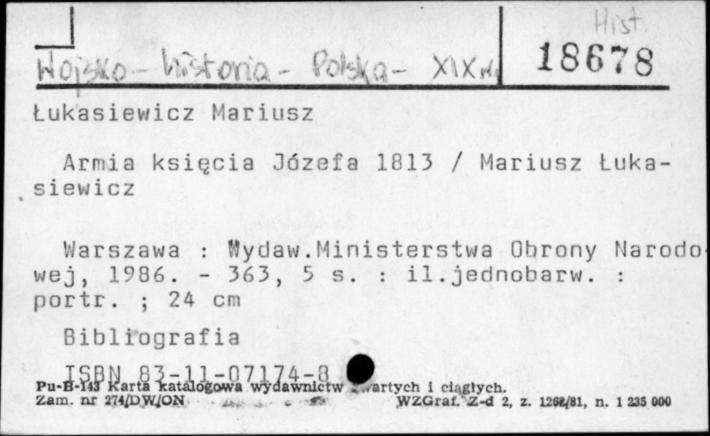 Hist.
Wojsko - historia - Polska - XIX w. 18678
Łukasiewicz Mariusz
Armia księcia Józefa 1813 / Mariusz Łuka-
siewicz
Warszawa : Wydaw.Ministerstwa Obrony Narodo-
wej, 1986. - 363, 5 s. : il.jednobarw. :
portr. ; 24 cm
Bibliografia
ISBN 83-11-07174-8
Pu-B-143 Karta katalogowa wydawnictw zwartych i ciągłych.
Zam. nr 274/DW/ON WZGraf. Z-d 2, z. 1268/81, n. 1 235 000